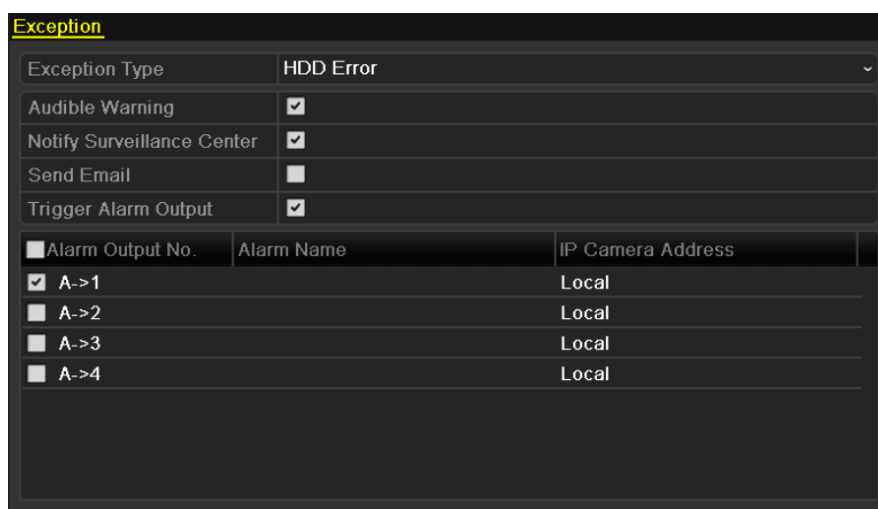 Exception
Exception Type HDD Error
Audible Warning
Notify Surveillance Center
Send Email
Trigger Alarm Output
Alarm Output No. Alarm Name IP Camera Address
A->1 Local
A->2 Local
A->3 Local
A->4 Local